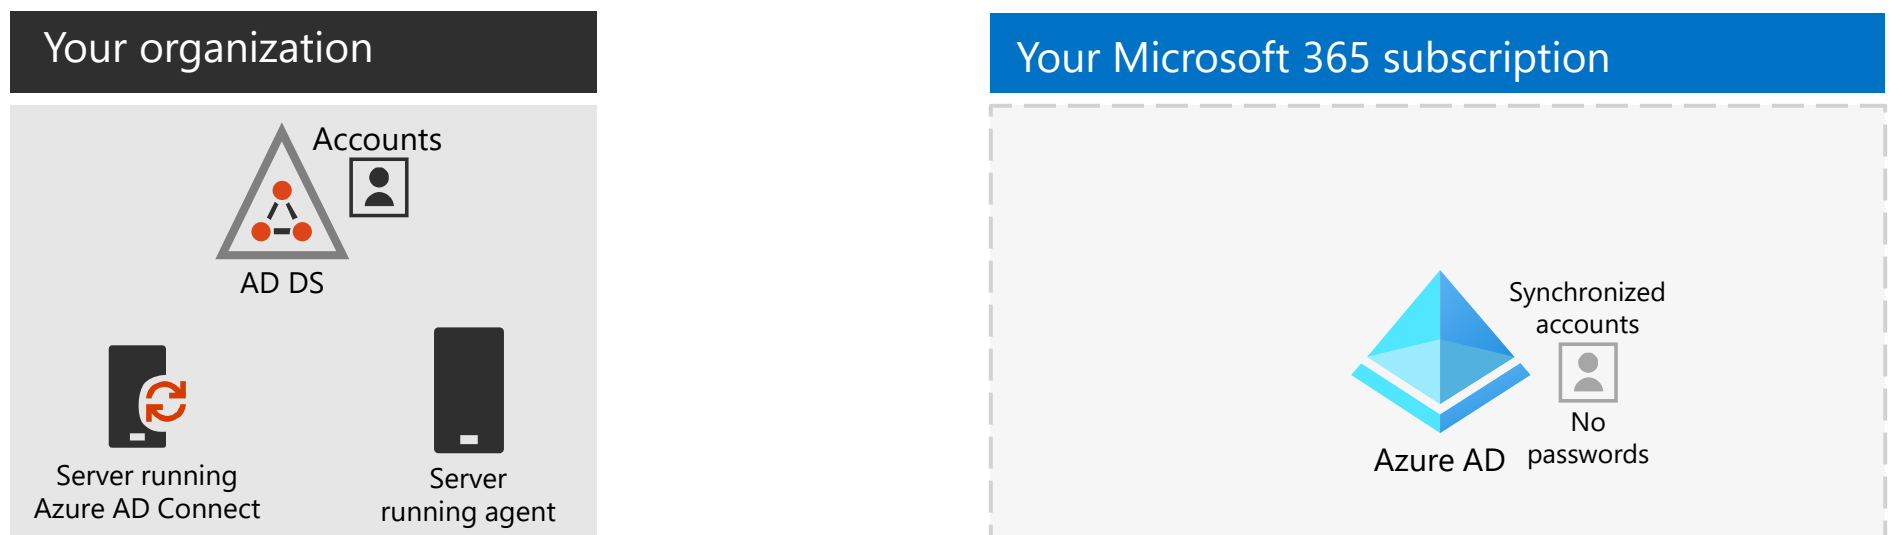 Your organization
Accounts
AD DS
Server running
Azure AD Connect
Server
running agent
Your Microsoft 365 subscription
Synchronized
accounts
No
passwords
Azure AD